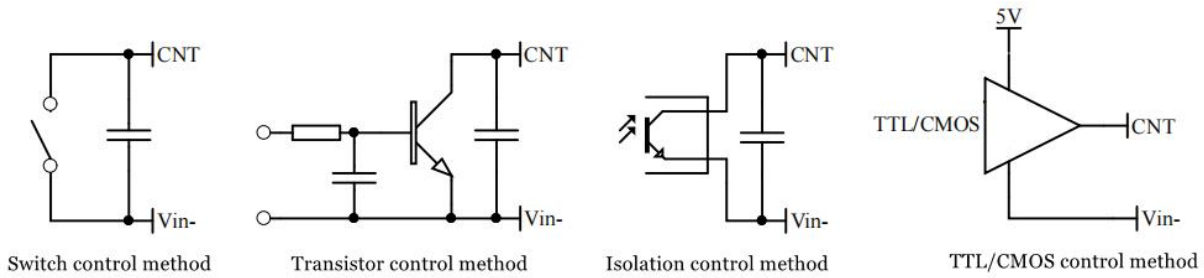 CNT
Vin-
Switch control method
CNT
Vin-
Transistor control method
CNT
Vin-
Isolation control method
5V
TTL/CMOS
CNT
Vin-
TTL/CMOS control method